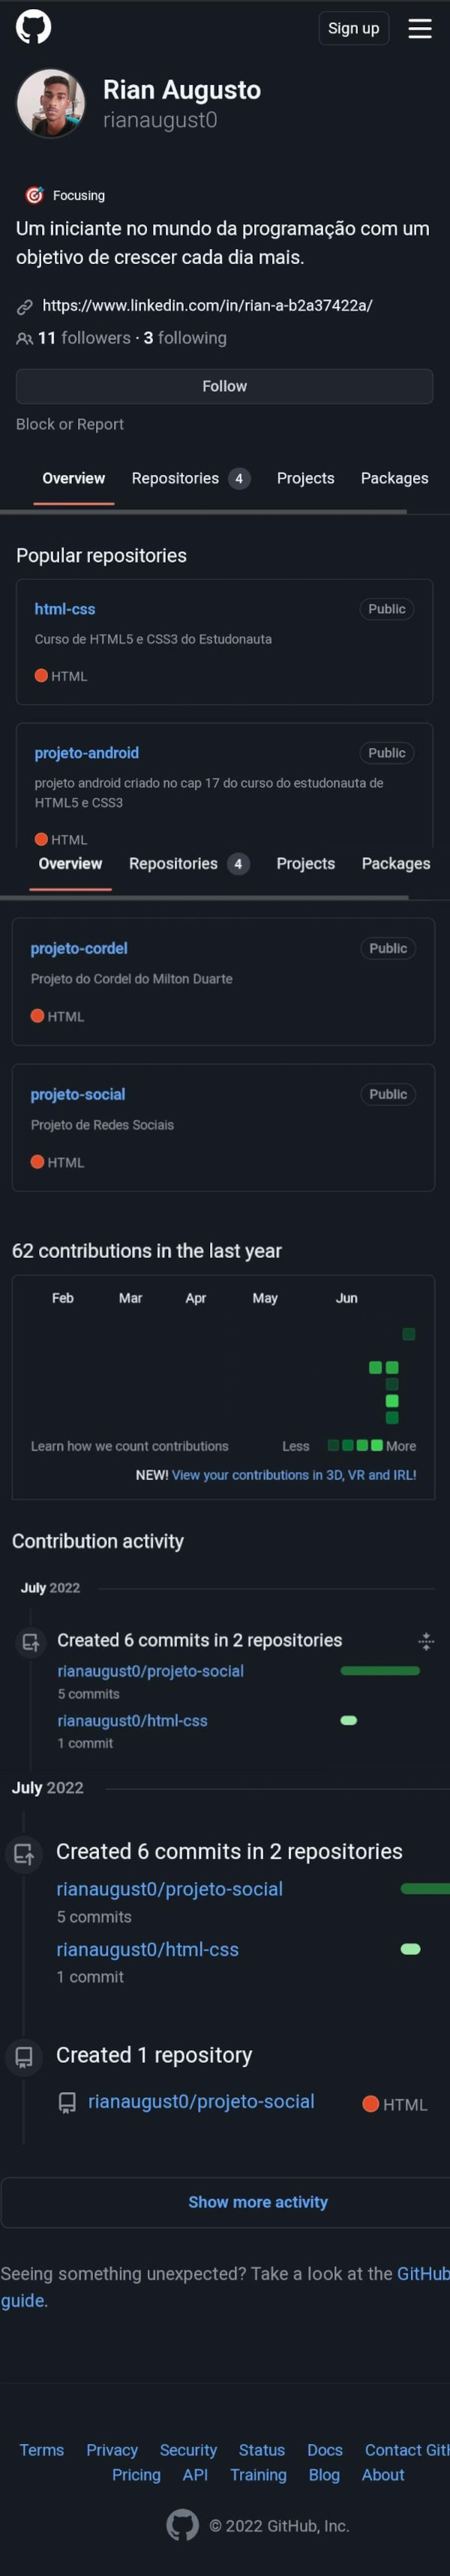 Sign up
Rian Augusto
rianaugust0
Focusing
Um iniciante no mundo da programação com um
objetivo de crescer cada dia mais.
https://www.linkedin.com/in/rian-a-b2a37422a/
11 followers · 3 following
Follow
Block or Report
Overview Repositories 4 Projects Packages
Popular repositories
html-css Public
Curso de HTML5 e CSS3 do Estudonauta
HTML
projeto-android Public
projeto android criado no cap 17 do curso do estudonauta de
HTML5 e CSS3
HTML
Overview Repositories 4 Projects Packages
projeto-cordel Public
Projeto do Cordel do Milton Duarte
HTML
projeto-social Public
Projeto de Redes Sociais
HTML
62 contributions in the last year
Feb Mar Apr May Jun
Learn how we count contributions Less More
NEW! View your contributions in 3D, VR and IRL!
Contribution activity
July 2022
Created 6 commits in 2 repositories
rianaugust0/projeto-social
5 commits
rianaugust0/html-css
1 commit
July 2022
Created 6 commits in 2 repositories
rianaugust0/projeto-social
5 commits
rianaugust0/html-css
1 commit
Created 1 repository
rianaugust0/projeto-social HTML
Show more activity
Seeing something unexpected? Take a look at the GitHub
guide.
Terms Privacy Security Status Docs Contact Git
Pricing API Training Blog About
© 2022 GitHub, Inc.